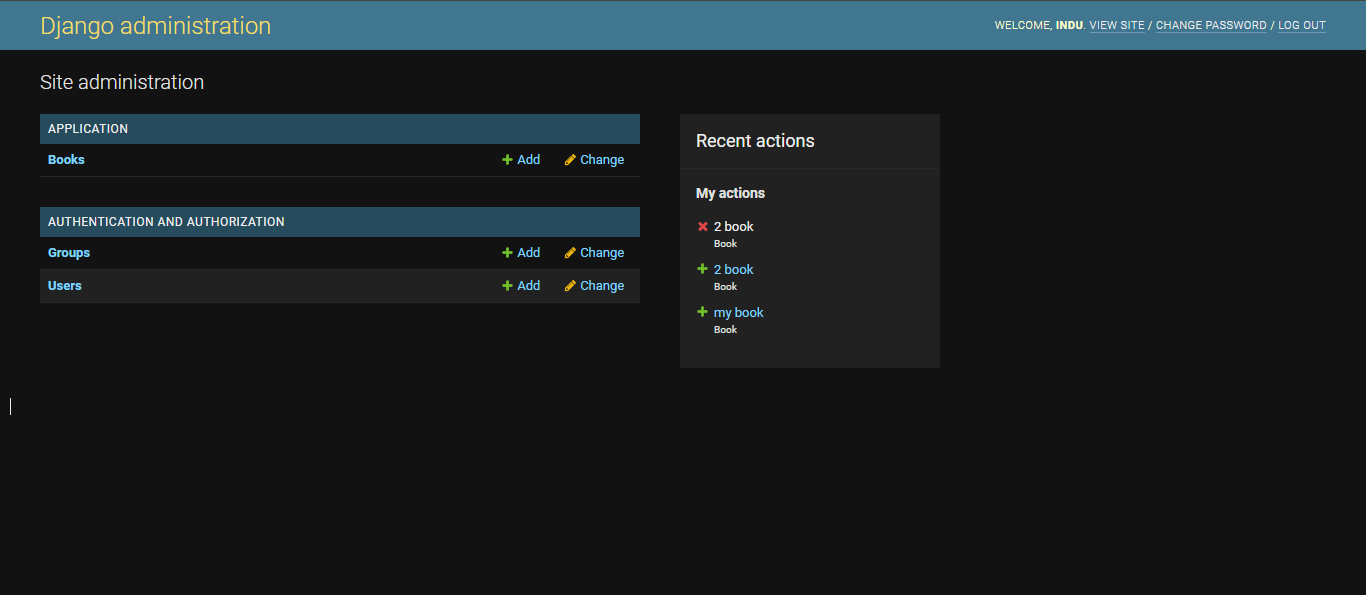 Django administration
WELCOME, INDU. VIEW SITE / CHANGE PASSWORD / LOG OUT
Site administration
APPLICATION
Books Add Change
AUTHENTICATION AND AUTHORIZATION
Groups Add Change
Users Add Change
Recent actions
My actions
2 book
Book
2 book
Book
my book
Book